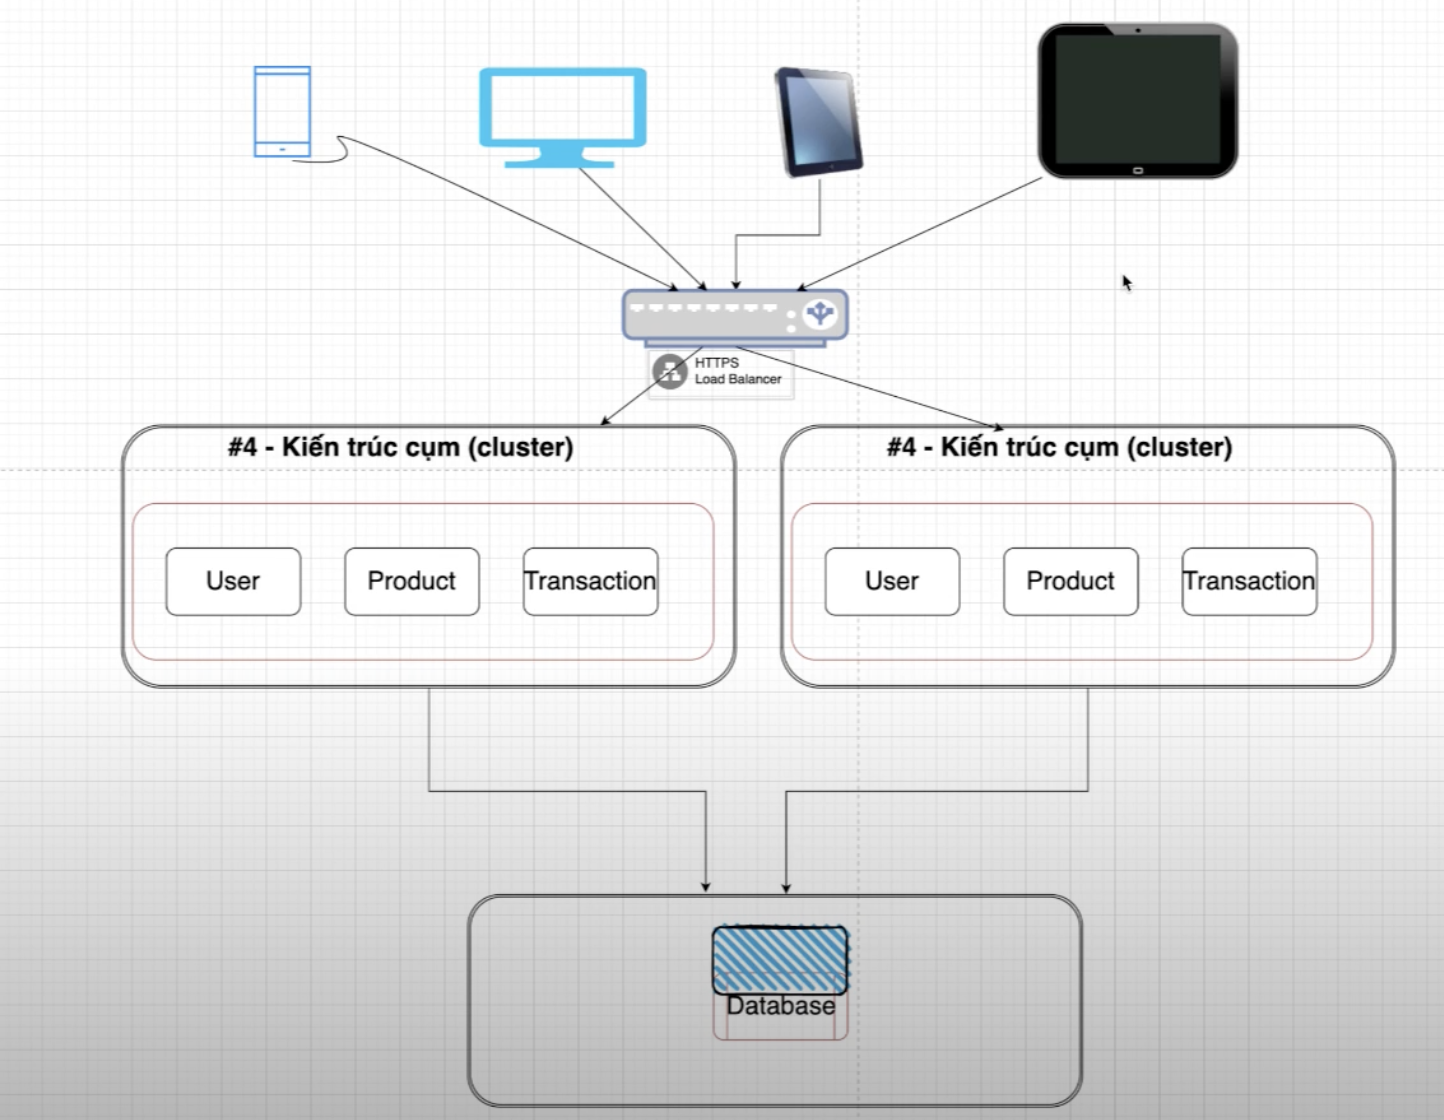 HTTPS
Load Balancer
#4 - Kiến trúc cụm (cluster)
#4 - Kiến trúc cụm (cluster)
User
Product
Transaction
User
Product
Transaction
Database